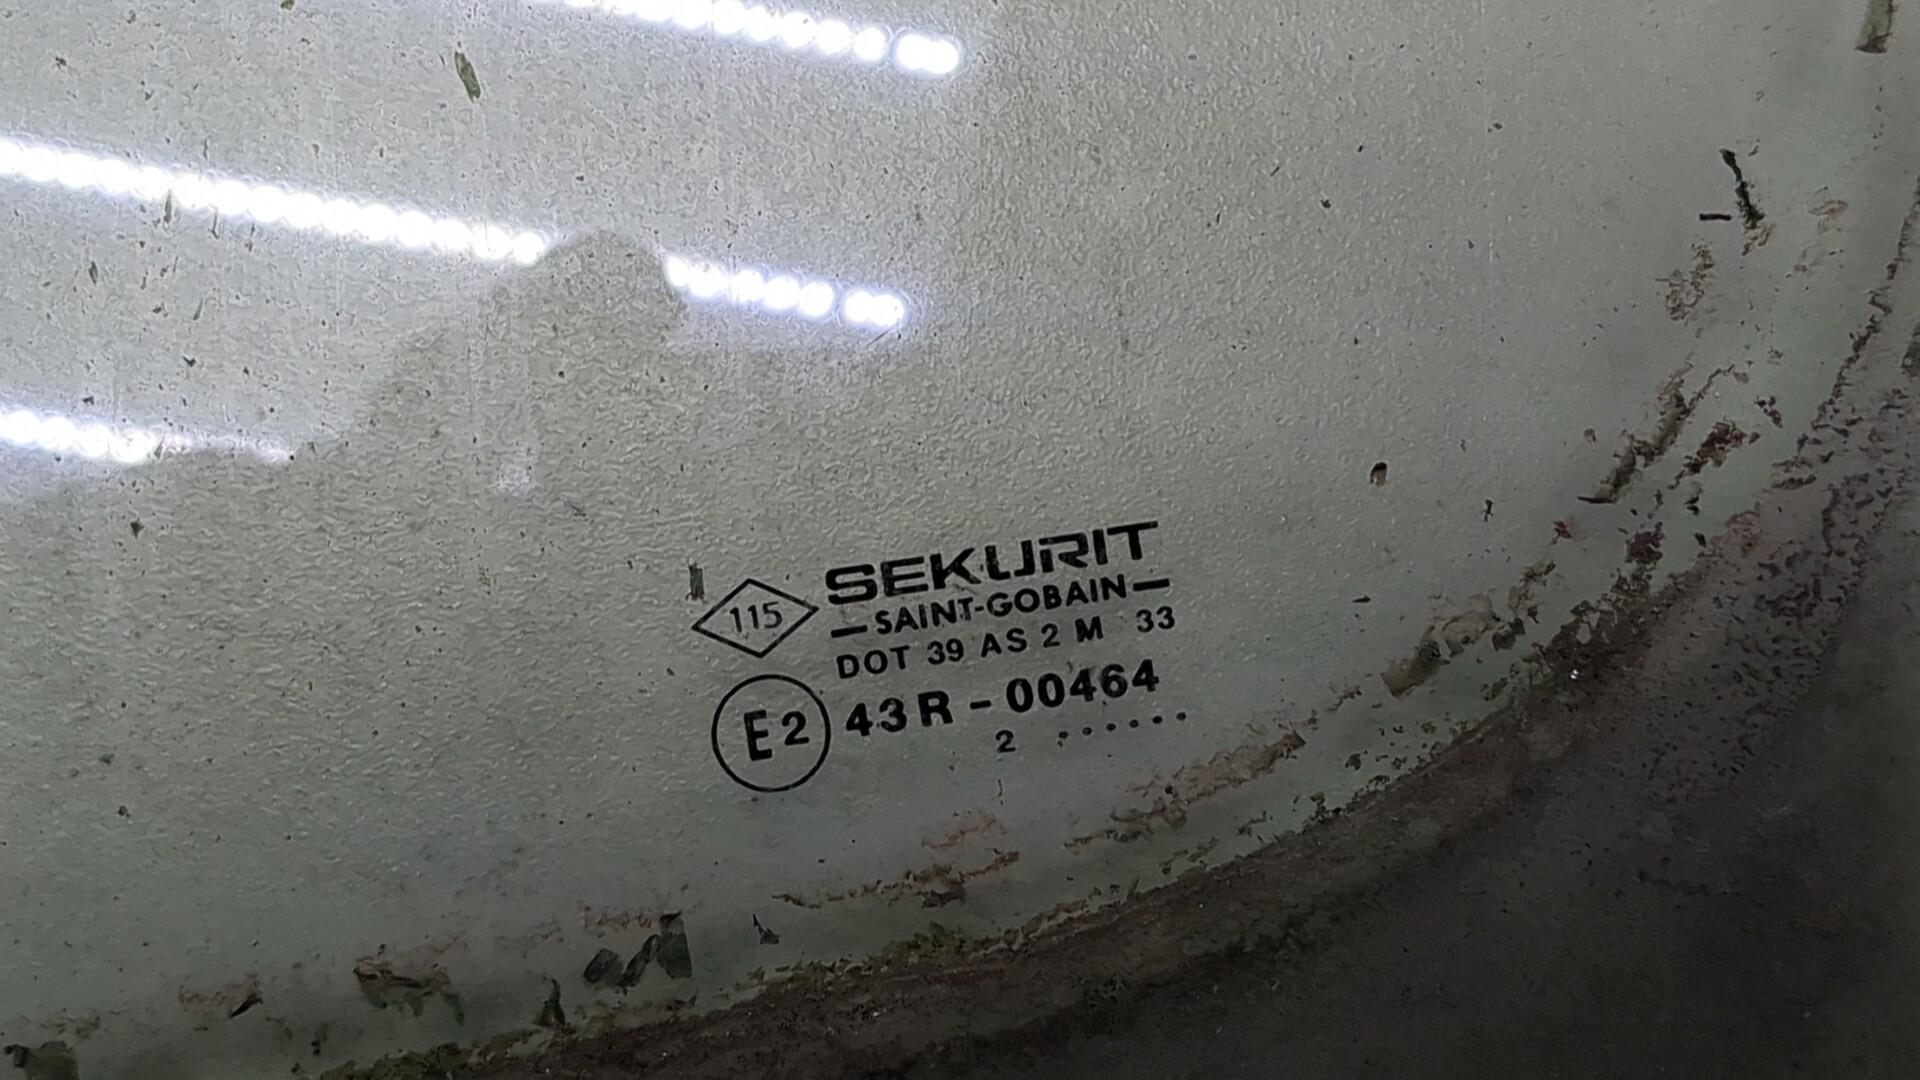 115
SEKURIT
—SAINT-GOBAIN—
DOT 39 AS 2 M 33
E2 43R-00464
2 ······